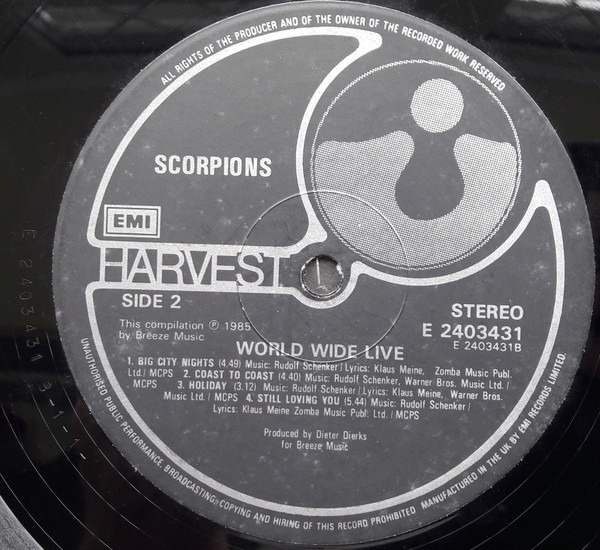 ALL RIGHTS OF THE PRODUCER AND OF THE OWNER OF THE RECORDED WORK RESERVED
SCORPIONS
EMI
HARVEST
SIDE 2
STEREO
E 2403431
E 2403431B
This compilation ℗ 1985
by Breeze Music
WORLD WIDE LIVE
1. BIG CITY NIGHTS (4.49) Music: Rudolf Schenker/Lyrics: Klaus Meine, Zomba Music Publ.
Ltd./ MCPS 2. COAST TO COAST (4.40) Music: Rudolf Schenker, Warner Bros. Music Ltd./
MCPS 3. HOLIDAY (3.12) Music: Rudolf Schenker/Lyrics: Klaus Meine, Warner Bros.
Music Ltd. / MCPS 4. STILL LOVING YOU (5.44) Music: Rudolf Schenker/
Lyrics: Klaus Meine Zomba Music Publ. Ltd. / MCPS
Produced by Dieter Dierks
for Breeze Music
UNAUTHORISED PUBLIC PERFORMANCE, BROADCASTING, COPYING AND HIRING OF THIS RECORD PROHIBITED MANUFACTURED IN THE UK BY EMI RECORDS LIMITED.
E 2403431 B-1-1-